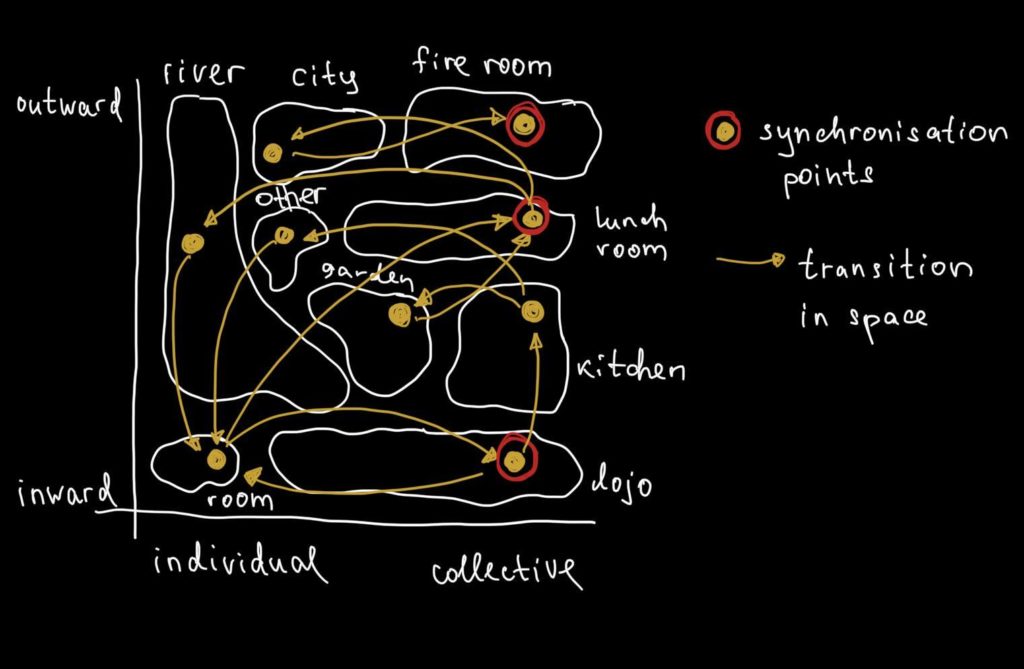 river
city
fire room
outward
synchronisation
points
other
lunch
room
garden
transition
in space
kitchen
inward
room
dojo
individual
collective